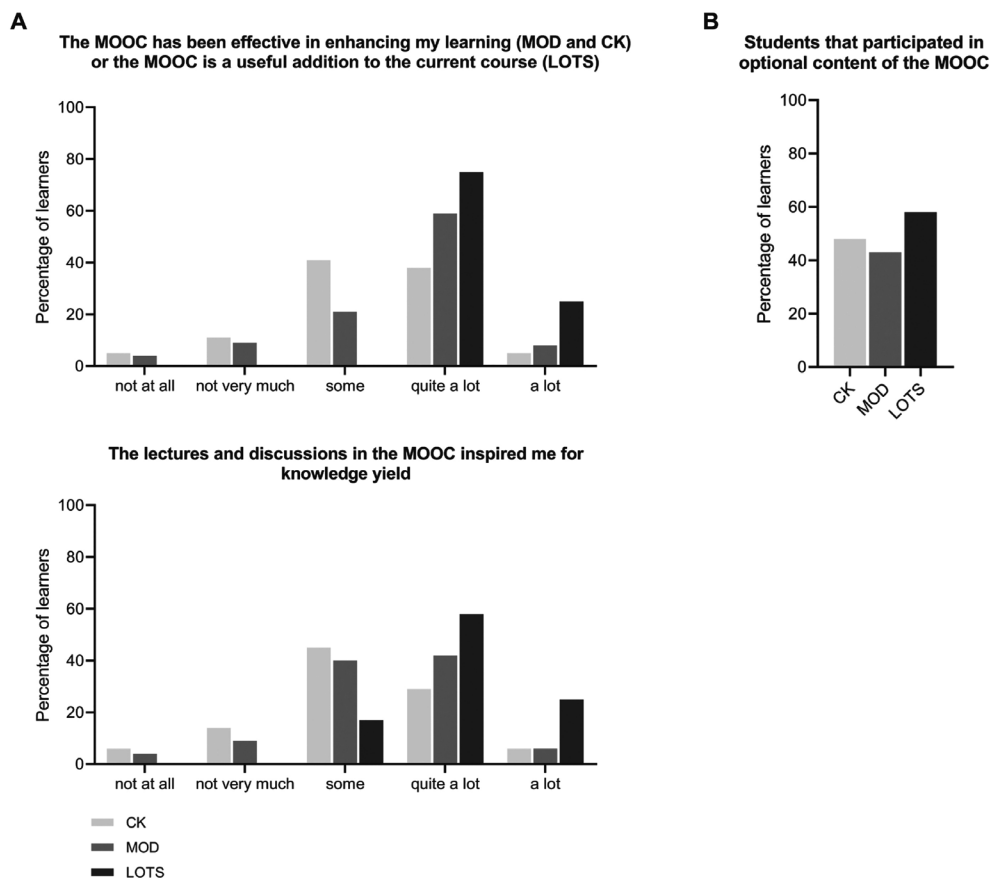 A
The MOOC has been effective in enhancing my learning (MOD and CK)
or the MOOC is a useful addition to the current course (LOTS)
Percentage of learners
100
80
60
40
20
0
not at all
not very much
some
quite a lot
a lot
The lectures and discussions in the MOOC inspired me for
knowledge yield
Percentage of learners
100
80
60
40
20
0
not at all
not very much
some
quite a lot
a lot
CK
MOD
LOTS
B
Students that participated in
optional content of the MOOC
Percentage of learners
100
80
60
40
20
0
CK
MOD
LOTS